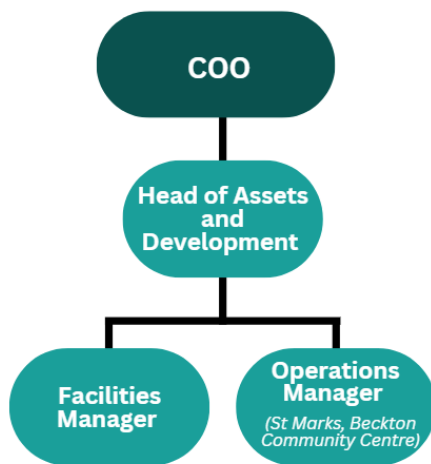 COO
Head of Assets
and
Development
Facilities
Manager
Operations
Manager
(St Marks, Beckton
Community Centre)